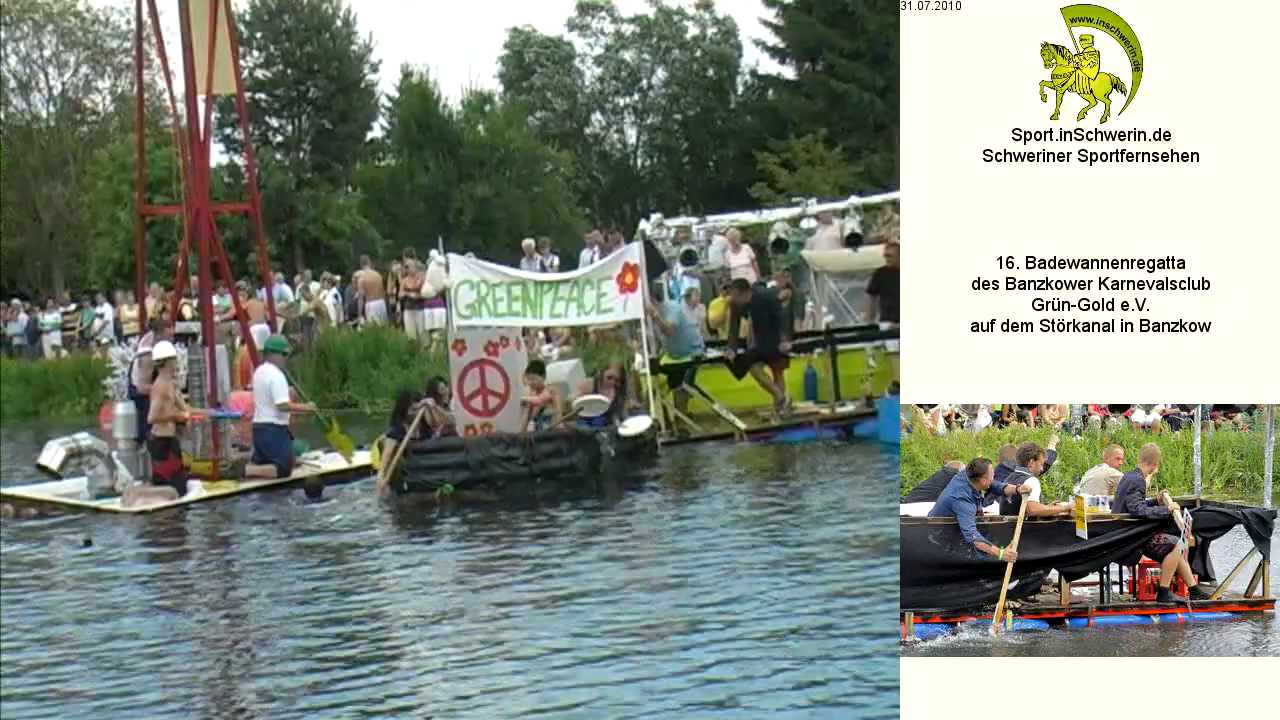 GREENPEACE
31.07.2010
www.inschwerin.de
Sport.inSchwerin.de
Schweriner Sportfernsehen
16. Badewannenregatta
des Banzkower Karnevalsclub
Grün-Gold e.V.
auf dem Störkanal in Banzkow